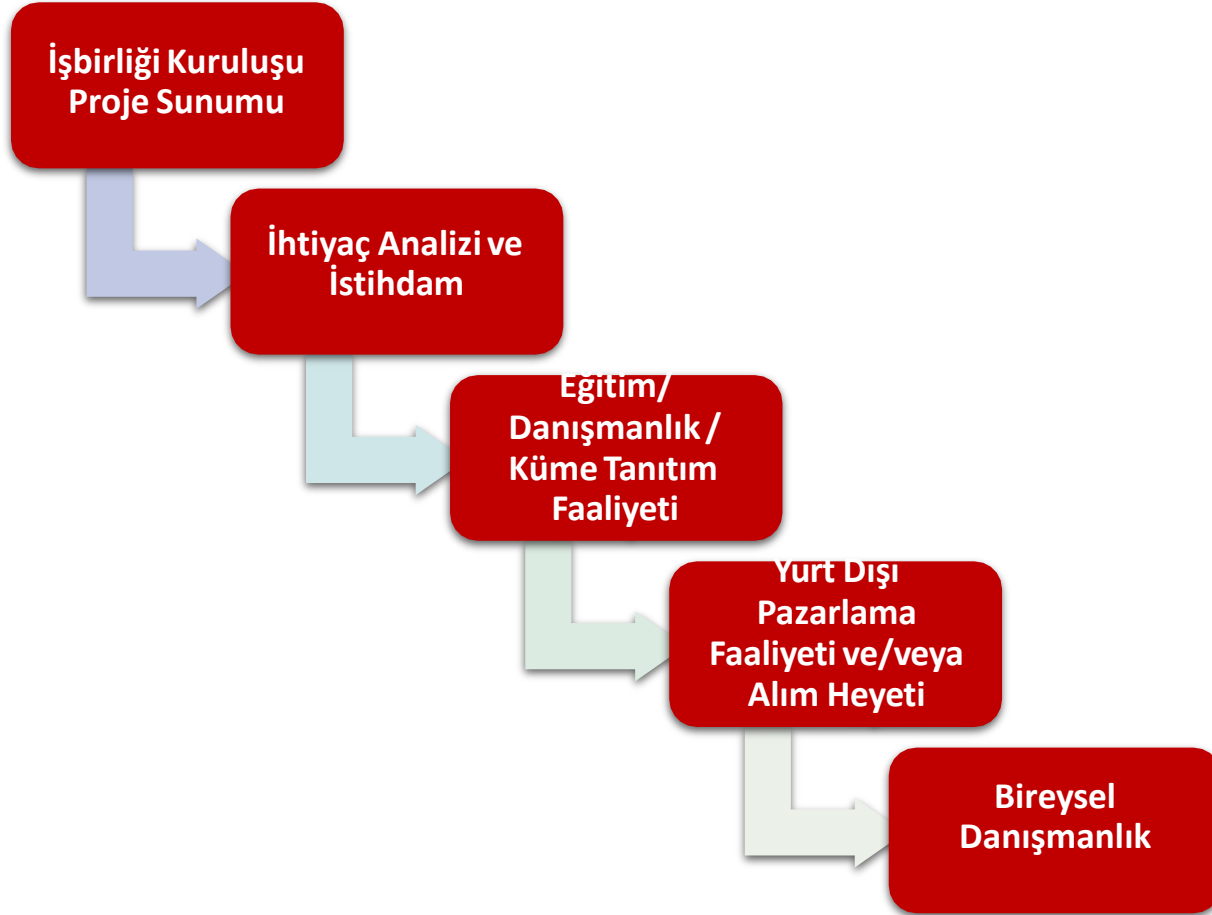 İşbirliği Kuruluşu
Proje Sunumu
İhtiyaç Analizi ve
İstihdam
Eğitim/
Danışmanlık /
Küme Tanıtım
Faaliyeti
Yurt Dışı
Pazarlama
Faaliyeti ve/veya
Alım Heyeti
Bireysel
Danışmanlık